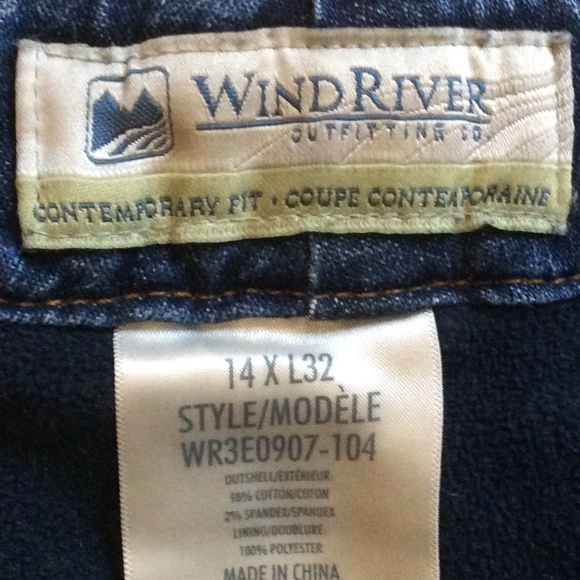 WINDRIVER
OUTFITTING CO
CONTEMPORARY FIT · COUPE CONTEMPORAINE
14 X L32
STYLE/MODÈLE
WR3E0907-104
OUTSHELL/EXTÉRIEUR
98% COTTON/COTON
2% SPANDEX/SPANDEX
LINING/DOUBLURE
100% POLYESTER
MADE IN CHINA